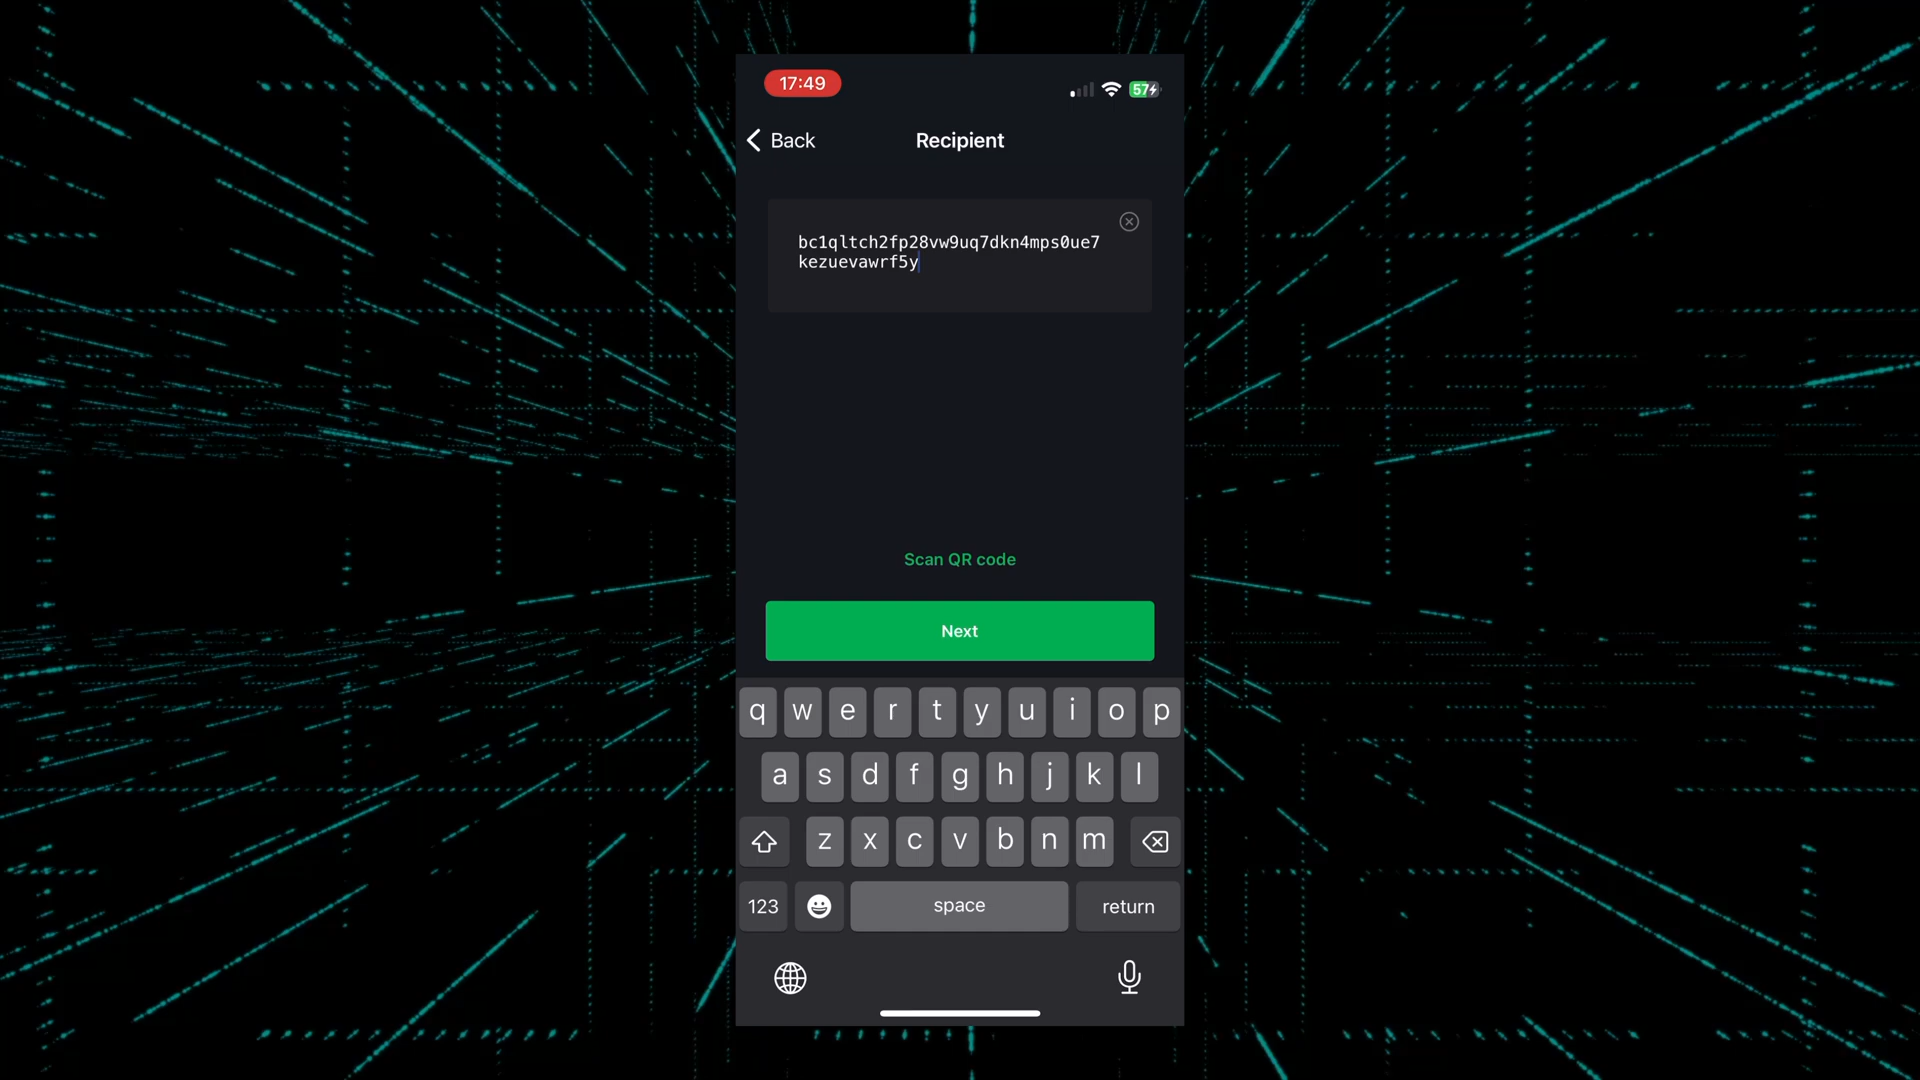 17:49
57
Back
Recipient
bc1qltch2fp28vw9uq7dkn4mps0ue7
kezuevawrf5y
Scan QR code
Next
q w e r t y u i o p
a s d f g h j k l
z x c v b n m
123 space return